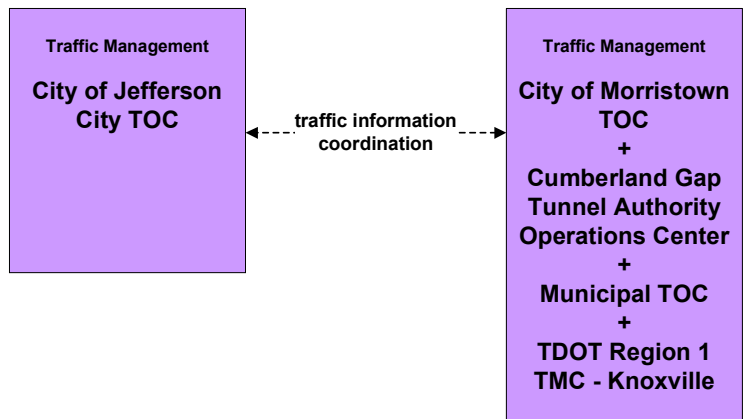 Traffic Management
City of Jefferson
City TOC
traffic information
coordination
Traffic Management
City of Morristown
TOC
+
Cumberland Gap
Tunnel Authority
Operations Center
+
Municipal TOC
+
TDOT Region 1
TMC - Knoxville